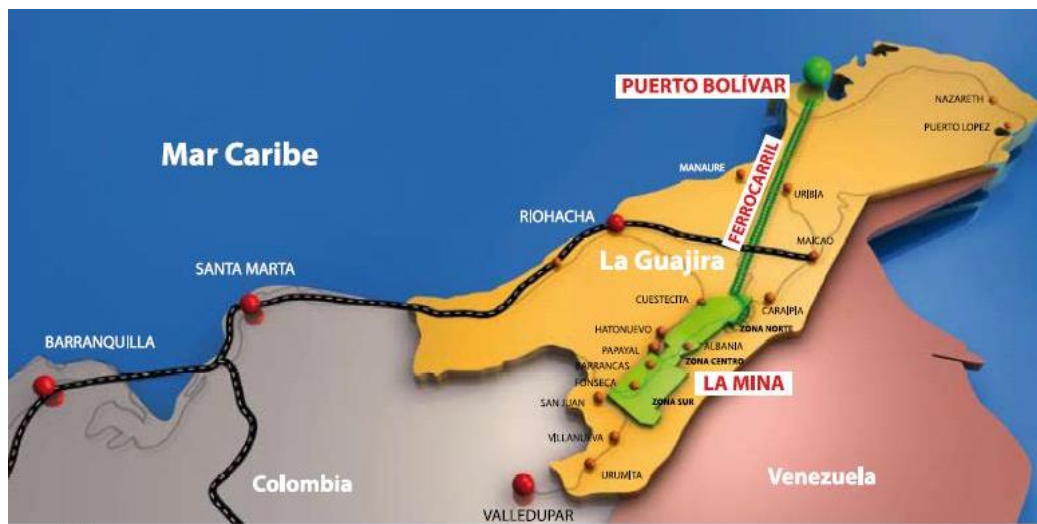 PUERTO BOLÍVAR
NAZARETH
PUERTO LOPEZ
Mar Caribe
MANAURE
FERROCARRIL
URIBIA
RIOHACHA
MAICAO
La Guajira
SANTA MARTA
CUESTECITA
CARAIPIA
ZONA NORTE
HATONUEVO
BARRANQUILLA
PAPAYAL
ALBANIA
ZONA CENTRO
BARRANCAS
FONSECA
LA MINA
SAN JUAN
ZONA SUR
VILLANUEVA
URUMITA
Colombia
Venezuela
VALLEDUPAR